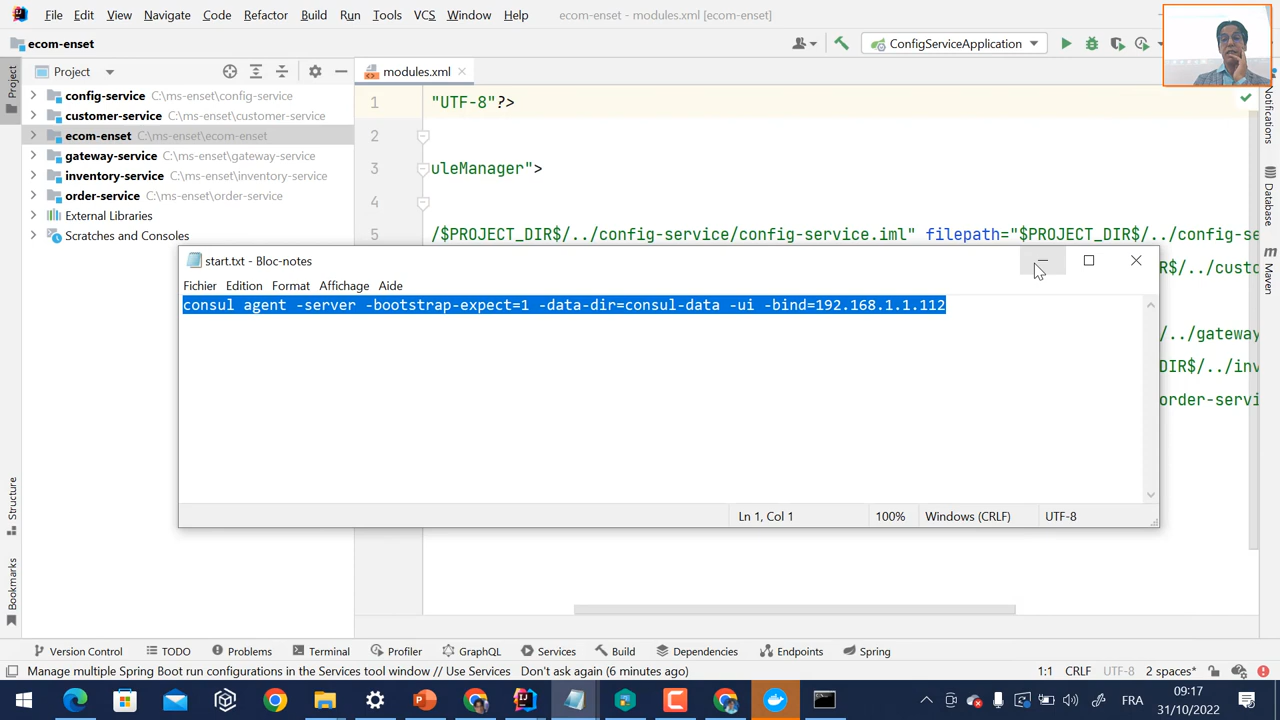 File Edit View Navigate Code Refactor Build Run Tools VCS Window Help ecom-enset - modules.xml [ecom-enset]
ecom-enset ConfigServiceApplication
Project modules.xml
Project
config-service C:\ms-enset\config-service
customer-service C:\ms-enset\customer-service
ecom-enset C:\ms-enset\ecom-enset
gateway-service C:\ms-enset\gateway-service
inventory-service C:\ms-enset\inventory-service
order-service C:\ms-enset\order-service
External Libraries
Scratches and Consoles
1 "UTF-8"?>
2
3 uleManager">
4
5 /$PROJECT_DIR$/../config-service/config-service.iml" filepath="$PROJECT_DIR$/../config-se
/../custo
/../gateway
DIR$/../inv
order-servi
start.txt - Bloc-notes
Fichier Edition Format Affichage Aide
consul agent -server -bootstrap-expect=1 -data-dir=consul-data -ui -bind=192.168.1.1.112
Ln 1, Col 1 100% Windows (CRLF) UTF-8
Notifications
Database
Maven
Structure
Bookmarks
Version Control TODO Problems Terminal Profiler GraphQL Services Build Dependencies Endpoints Spring
Manage multiple Spring Boot run configurations in the Services tool window // Use Services Don't ask again (6 minutes ago) 1:1 CRLF UTF-8 2 spaces*
FRA
09:17
31/10/2022